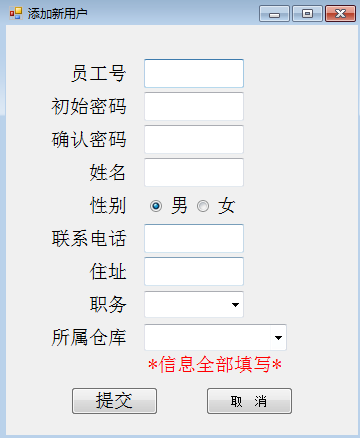 添加新用户
员工号
初始密码
确认密码
姓名
性别 男 女
联系电话
住址
职务
所属仓库
*信息全部填写*
提交 取 消